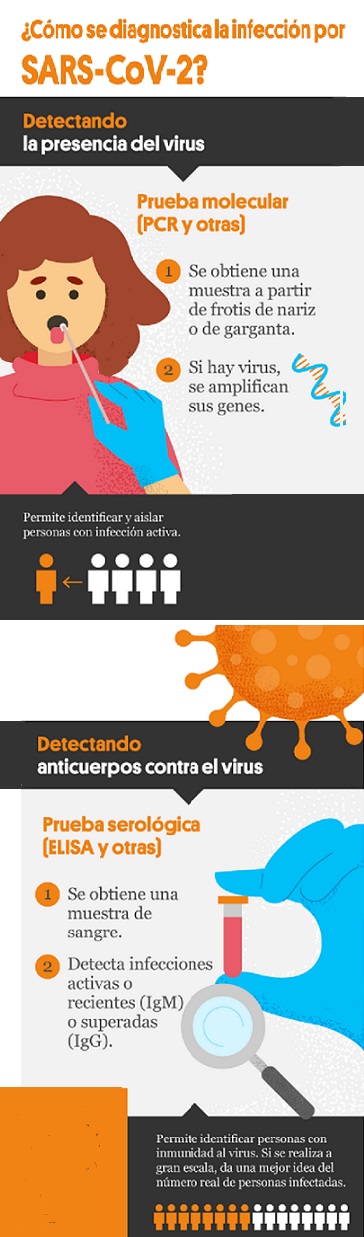 ¿Cómo se diagnostica la infección por
SARS-CoV-2?
Detectando
la presencia del virus
Prueba molecular
(PCR y otras)
1 Se obtiene una
muestra a partir
de frotis de nariz
o de garganta.
2 Si hay virus,
se amplifican
sus genes.
Permite identificar y aislar
personas con infección activa.
Detectando
anticuerpos contra el virus
Prueba serológica
(ELISA y otras)
1 Se obtiene una
muestra de
sangre.
2 Detecta infecciones
activas o
recientes (IgM)
o superadas
(IgG).
Permite identificar personas con
inmunidad al virus. Si se realiza a
gran escala, da una mejor idea del
número real de personas infectadas.